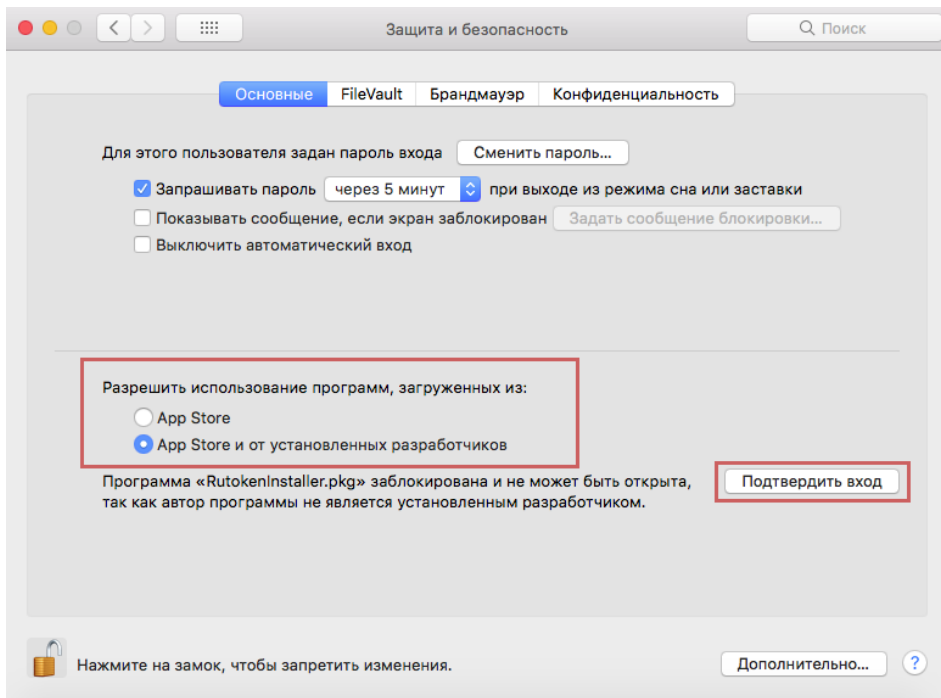 Защита и безопасность
Поиск
Основные FileVault Брандмауэр Конфиденциальность
Для этого пользователя задан пароль входа Сменить пароль...
Запрашивать пароль через 5 минут при выходе из режима сна или заставки
Показывать сообщение, если экран заблокирован Задать сообщение блокировки...
Выключить автоматический вход
Разрешить использование программ, загруженных из:
App Store
App Store и от установленных разработчиков
Программа «RutokenInstaller.pkg» заблокирована и не может быть открыта,
так как автор программы не является установленным разработчиком.
Подтвердить вход
Нажмите на замок, чтобы запретить изменения.
Дополнительно... ?